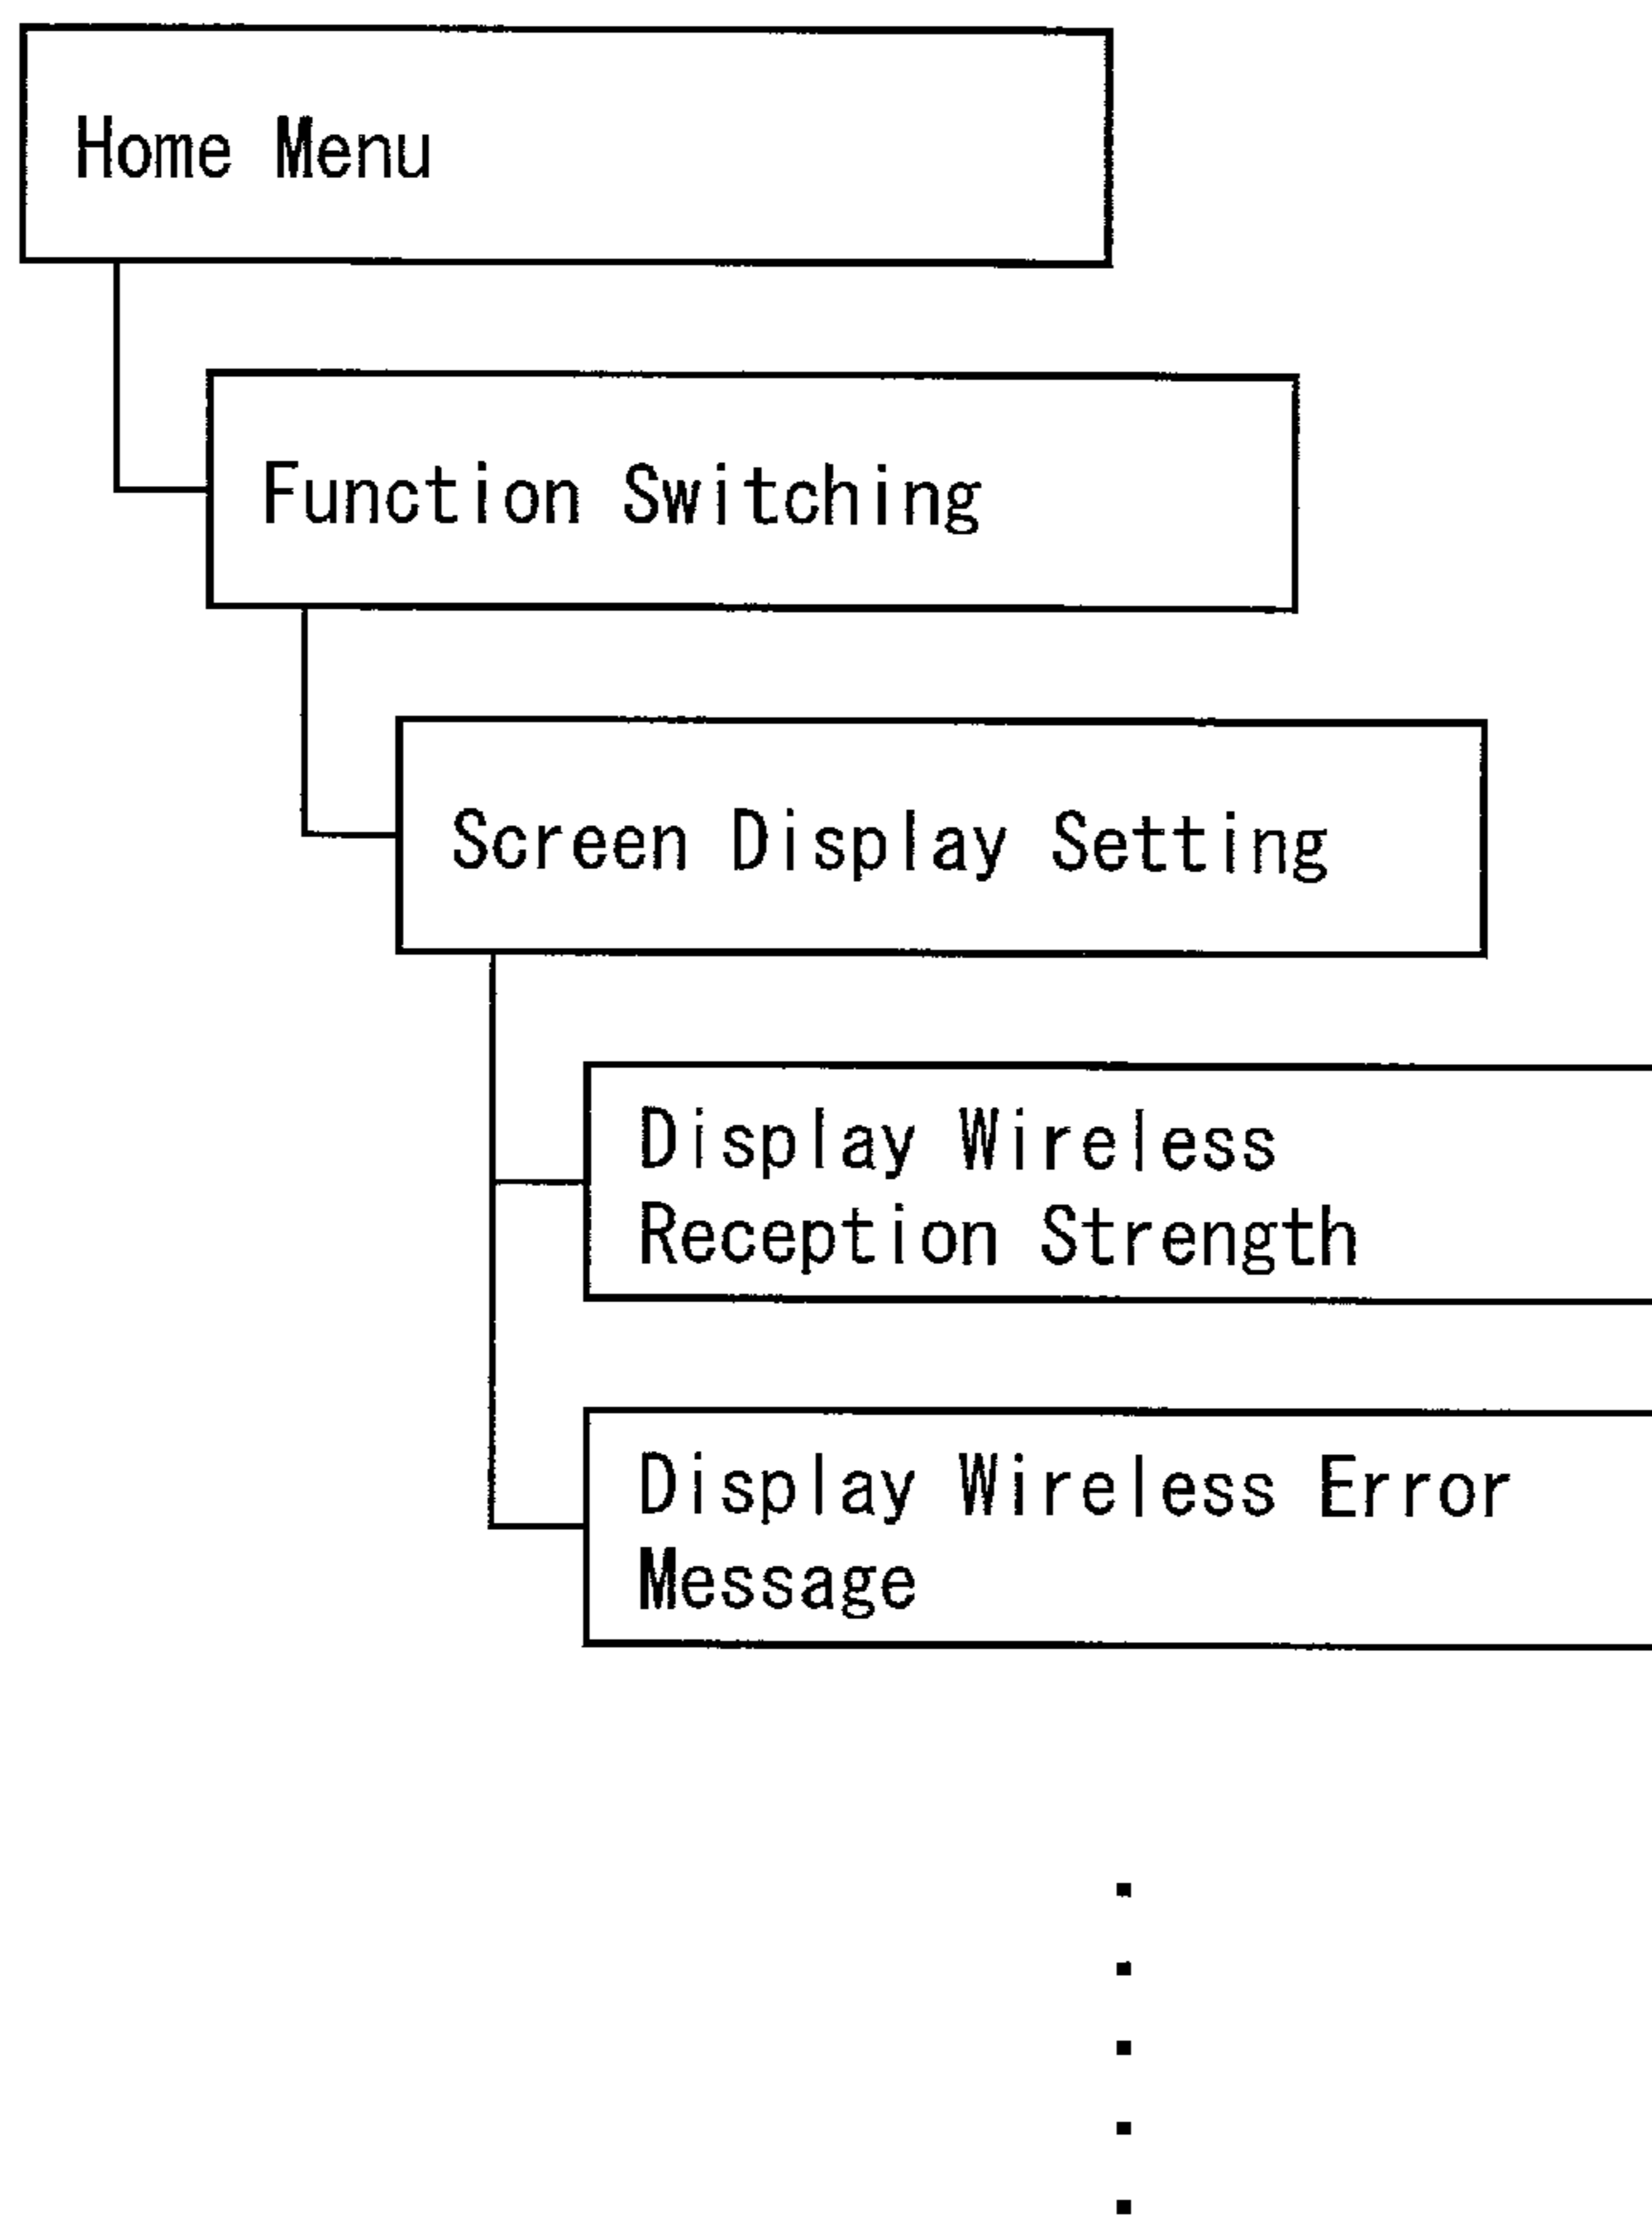 Home Menu
Function Switching
Screen Display Setting
Display Wireless
Reception Strength
Display Wireless Error
Message